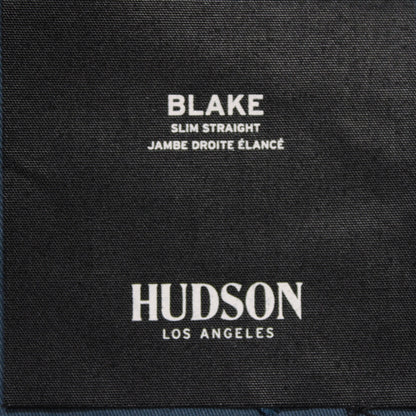 BLAKE
SLIM STRAIGHT
JAMBE DROITE ÉLANCÉ
HUDSON
LOS ANGELES